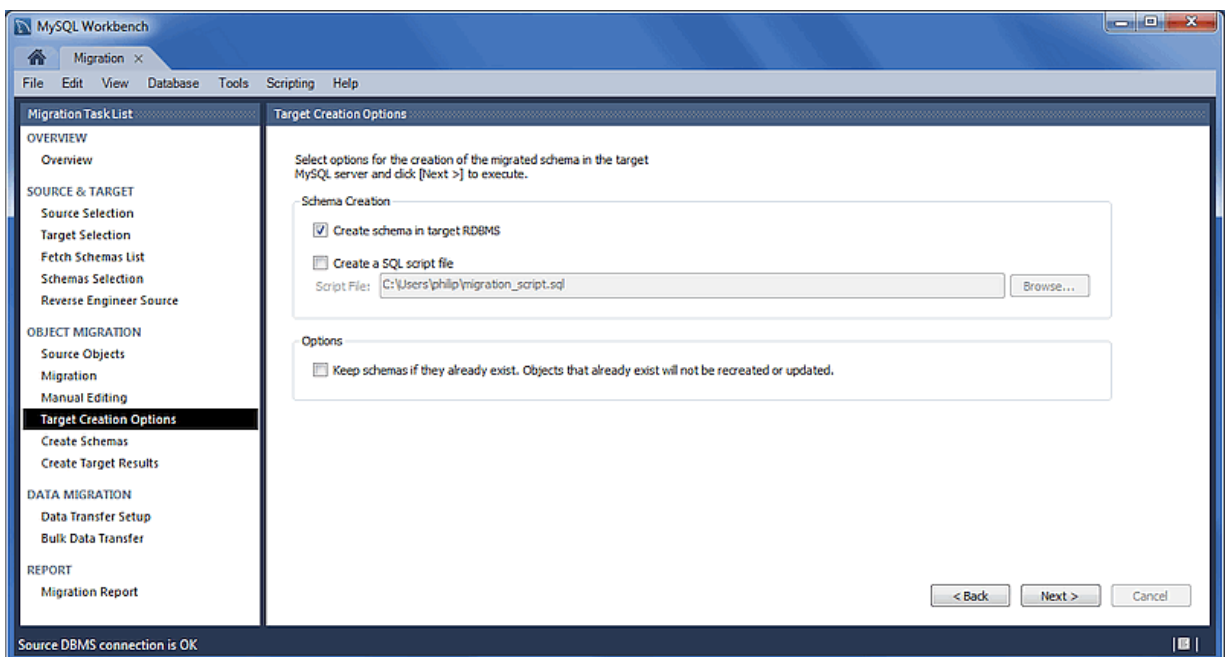 MySQL Workbench
Migration
File Edit View Database Tools Scripting Help
Migration Task List
OVERVIEW
Overview
SOURCE & TARGET
Source Selection
Target Selection
Fetch Schemas List
Schemas Selection
Reverse Engineer Source
OBJECT MIGRATION
Source Objects
Migration
Manual Editing
Target Creation Options
Create Schemas
Create Target Results
DATA MIGRATION
Data Transfer Setup
Bulk Data Transfer
REPORT
Migration Report
Target Creation Options
Select options for the creation of the migrated schema in the target
MySQL server and click [Next >] to execute.
Schema Creation
Create schema in target RDBMS
Create a SQL script file
Script File: C:\Users\philip\migration_script.sql Browse...
Options
Keep schemas if they already exist. Objects that already exist will not be recreated or updated.
< Back Next > Cancel
Source DBMS connection is OK